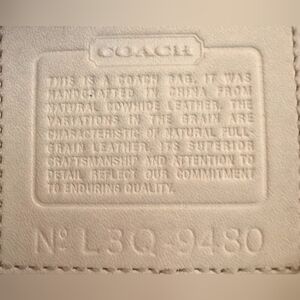 COACH
THIS IS A COACH BAG. IT WAS
HANDCRAFTED IN CHINA FROM
NATURAL COWHIDE LEATHER. THE
VARIATIONS IN THE GRAIN ARE
CHARACTERISTIC OF NATURAL FULL-
GRAIN LEATHER. ITS SUPERIOR
CRAFTSMANSHIP AND ATTENTION TO
DETAIL REFLECT OUR COMMITMENT
TO ENDURING QUALITY.
Nº L3Q-9480